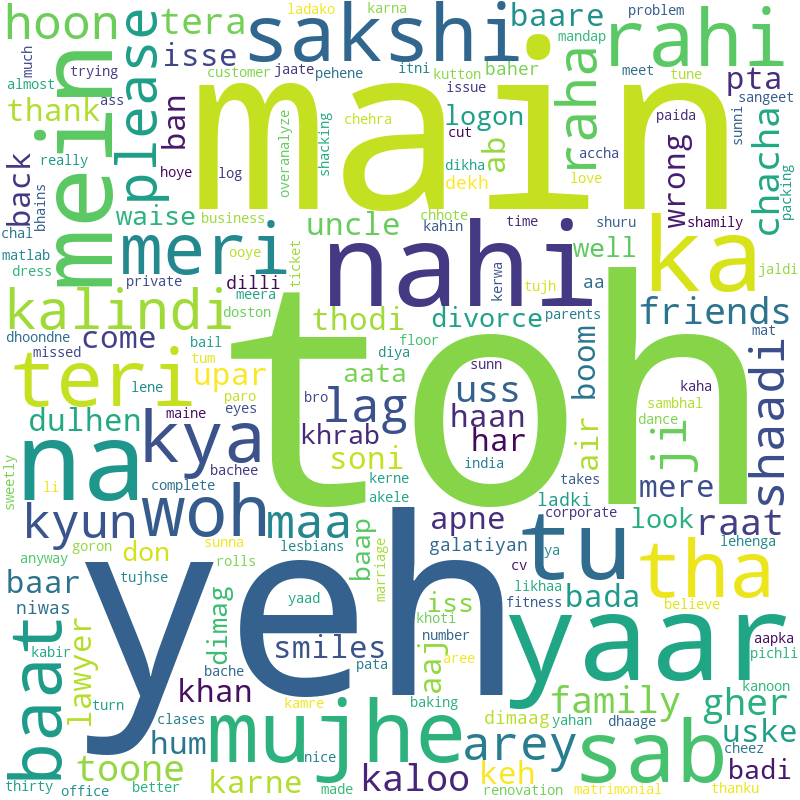 ladako karna baare problem
hoon tera sakshi rahi
much isse customer jaate pehene itni kutton baher mandap tune meet pta
almost trying please main issue raha sangeet
thank ass ban overanalyze shacking chehra logon cut ab accha paida sunni chacha
mein really hoye log dikha dekh love wrong packing
back bhains waise business uncle chhote kahin time shuru shamily
chal matlab meri ooye ticket nahi kerwa well ka jaldi
dress private dilli tujh aa
dhoondne kalindi meera doston thodi divorce parents friends mat
missed come bail diya floor boom shaadi
teri lene tum upar aata toh sunn kaha
paro eyes bro uss air sambhal
dulhen maine lag haan dance ji
na kya khrab har
sweetly bachee soni india mere
li complete kerne akele takes ladki
kyun woh maa apne corporate look raat
goron don sunna lesbians baap galatiyan tu ya lehenga
anyway rolls marriage cv tha
baar tujhse yeh likhaa fitness bada
niwas dimag yaad iss believe
baat lawyer kabir smiles khoti number yaar aapka
bache pata aaj aree pichli
khan kamre baking family gher kanoon
turn clases mujhe dimaag yahan dhaage uske
hum arey sab cheez
toone karne kaloo keh badi
thirty office better nice made renovation matrimonial thanku